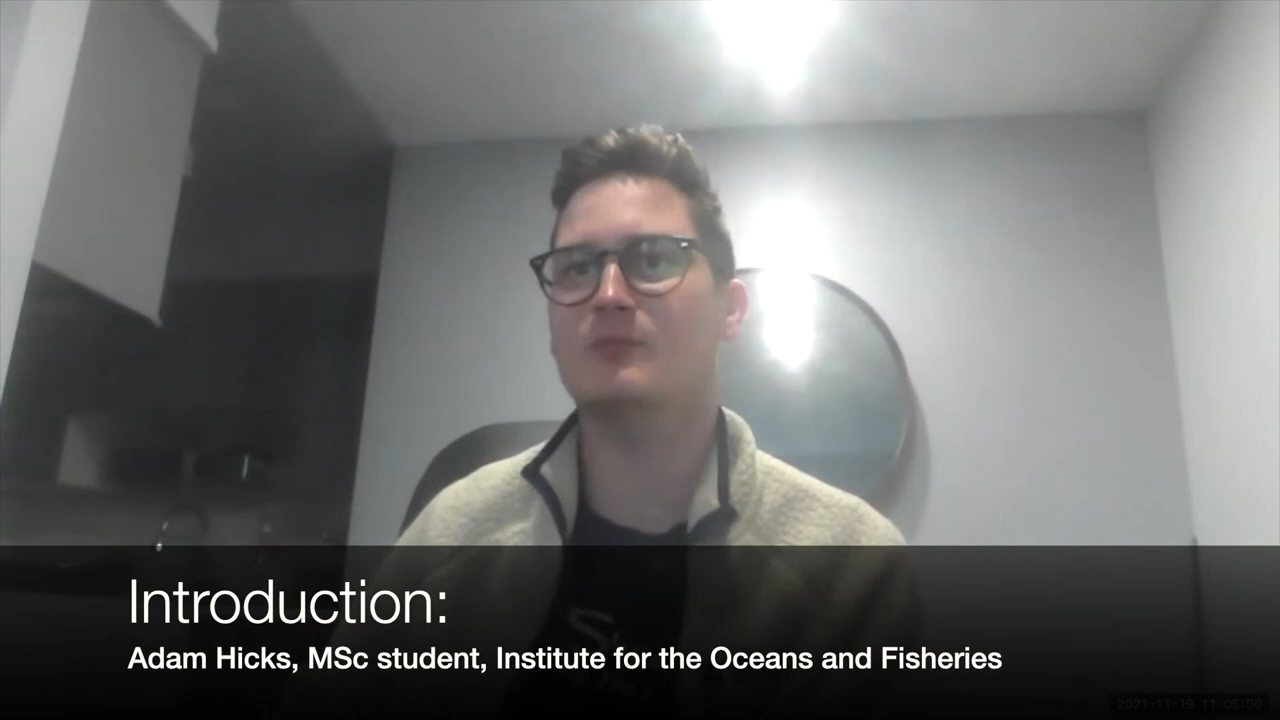 Introduction:
Adam Hicks, MSc student, Institute for the Oceans and Fisheries